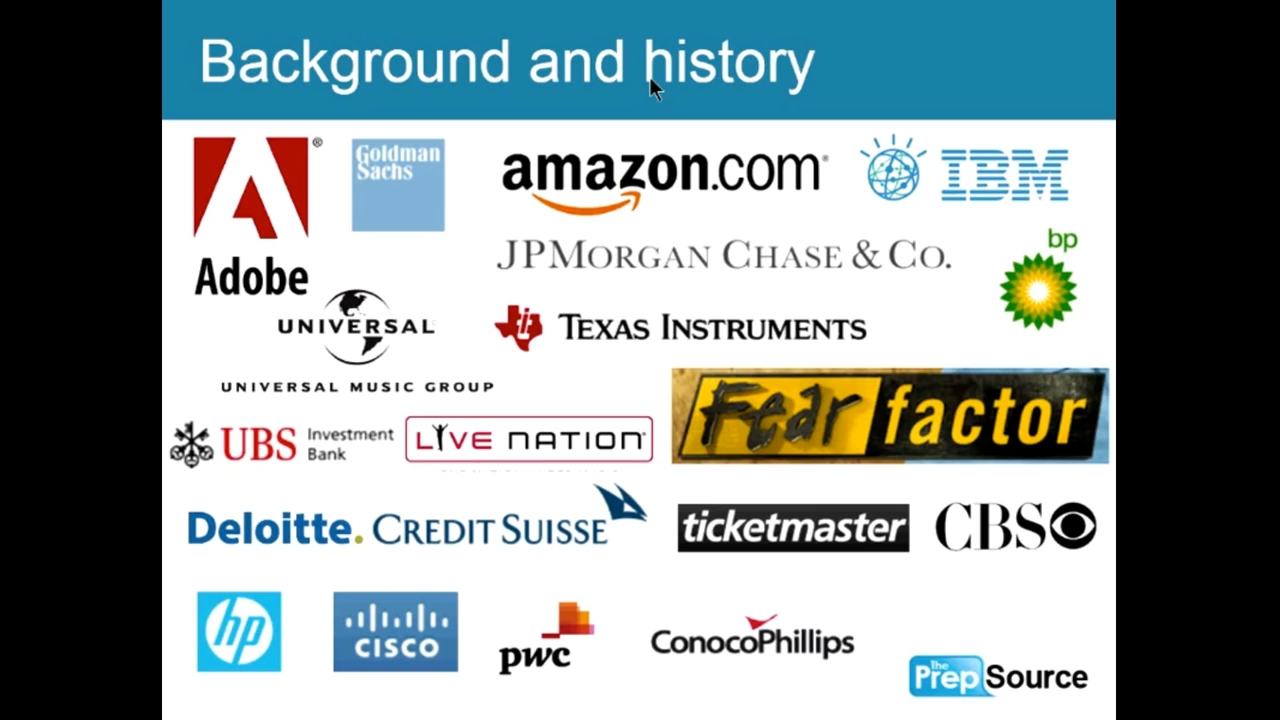 Background and history
Adobe
Goldman
Sachs
amazon.com
IBM
JPMORGAN CHASE & CO.
bp
UNIVERSAL
UNIVERSAL MUSIC GROUP
TEXAS INSTRUMENTS
Fear factor
UBS Investment
Bank
LIVE NATION
Deloitte.
CREDIT SUISSE
ticketmaster
CBS
hp
CISCO
pwc
ConocoPhillips
The
Prep Source